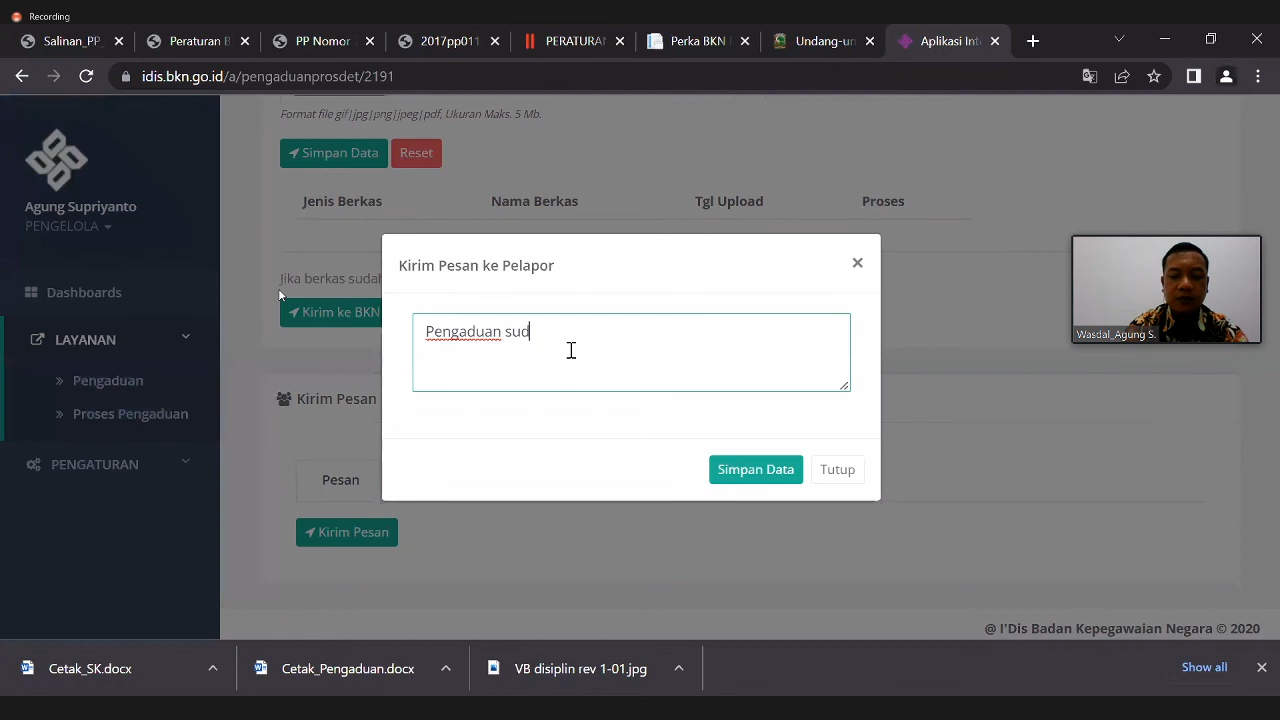 Recording
Salinan_PP_
Peraturan B
PP Nomor
2017pp011
PERATURAN
Perka BKN
Undang-un
Aplikasi Inte
idis.bkn.go.id/a/pengaduanprosdet/2191
Format file gif|jpg|png|jpeg|pdf, Ukuran Maks. 5 Mb.
Simpan Data
Reset
Jenis Berkas
Nama Berkas
Tgl Upload
Proses
Agung Supriyanto
PENGELOLA
Dashboards
LAYANAN
Pengaduan
Proses Pengaduan
PENGATURAN
Jika berkas sudah
Kirim ke BKN
Kirim Pesan ke Pelapor
Pengaduan sud
Simpan Data
Tutup
Wasdal_Agung S.
Kirim Pesan
Pesan
Kirim Pesan
@ I'Dis Badan Kepegawaian Negara © 2020
Cetak_SK.docx
Cetak_Pengaduan.docx
VB disiplin rev 1-01.jpg
Show all